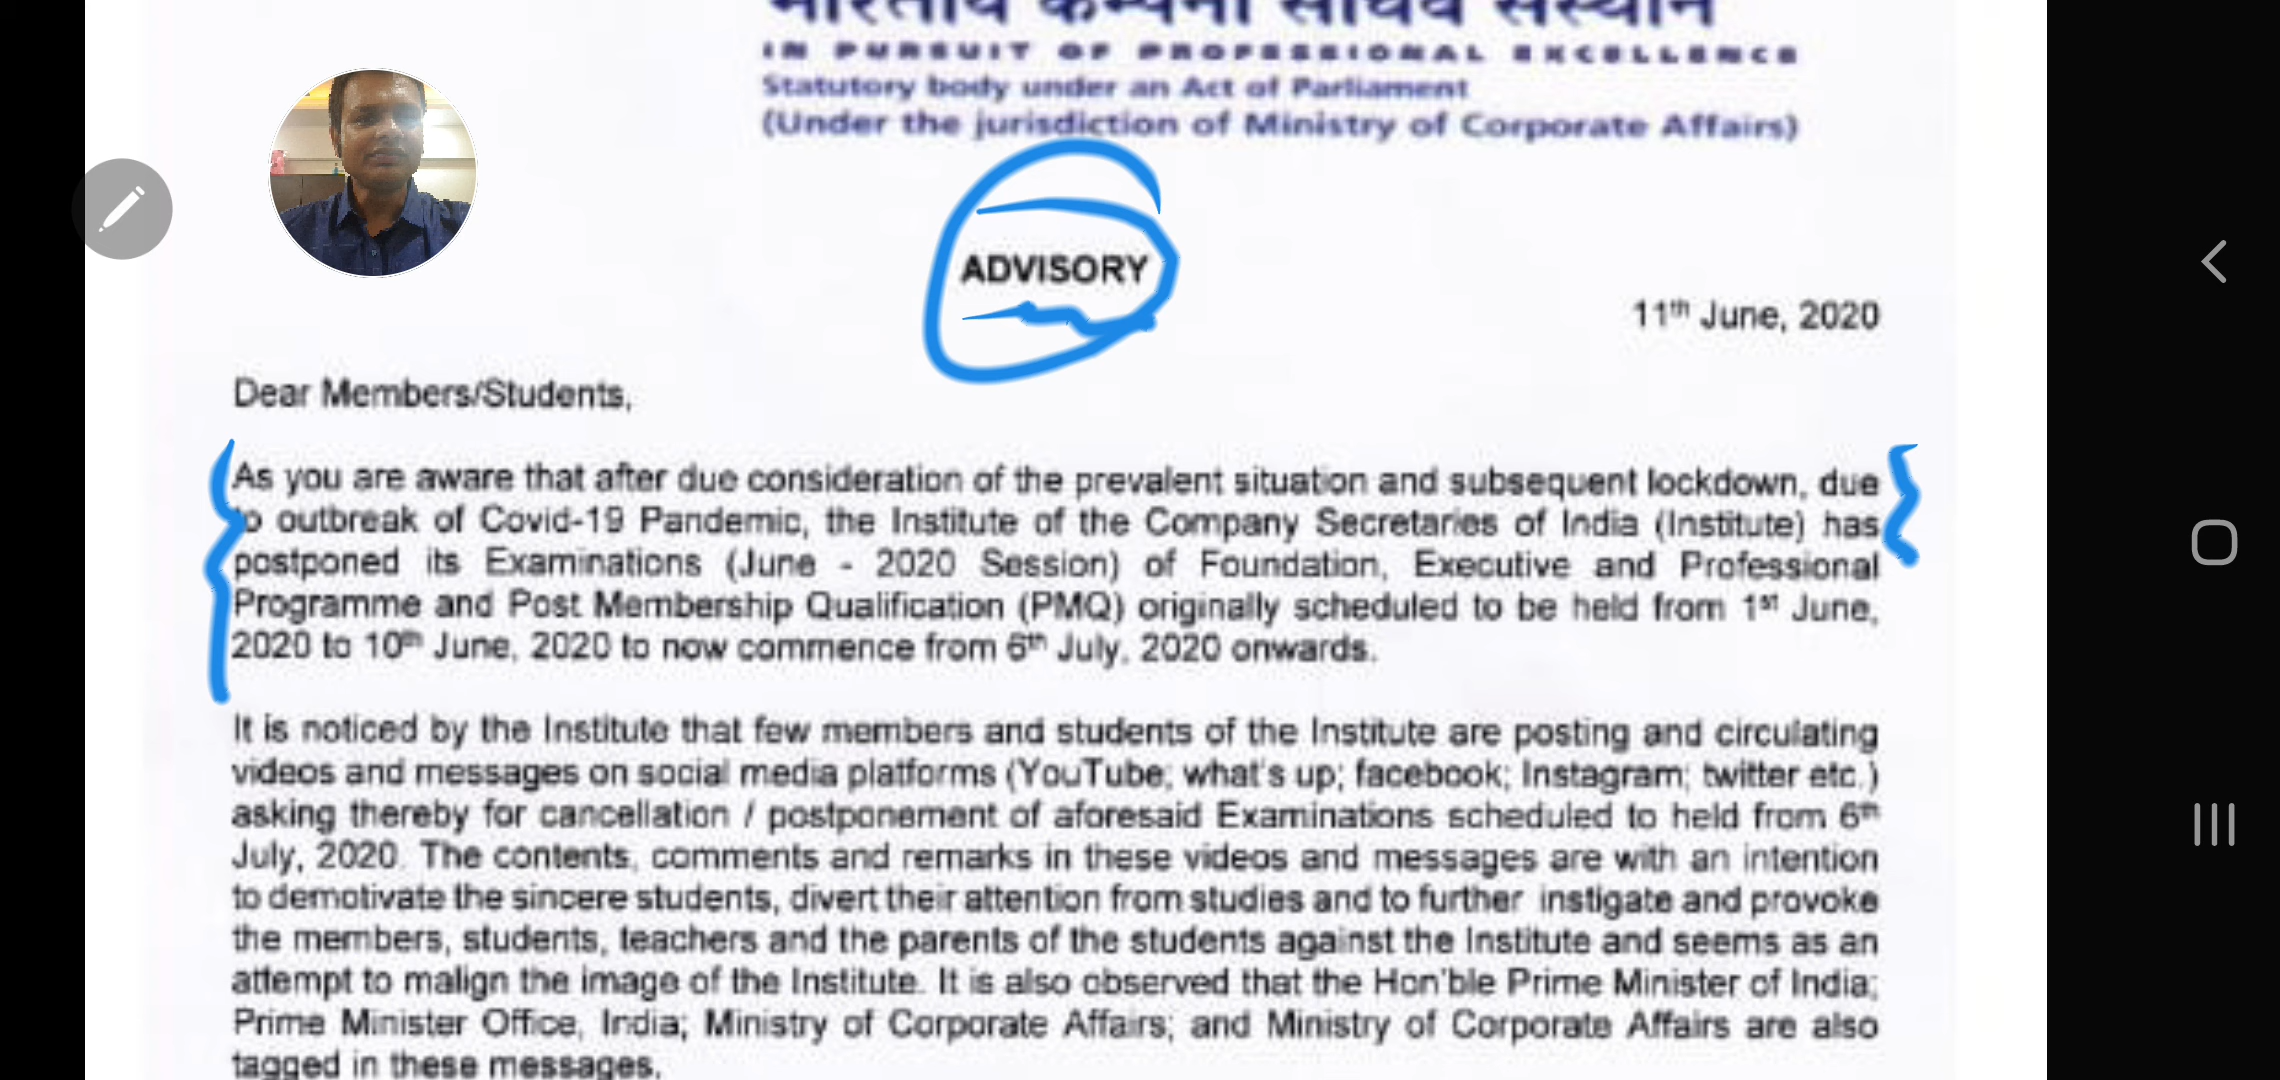 भारतीय कम्पनी सचिव संस्थान
IN PURSUIT OF PROFESSIONAL EXCELLENCE
Statutory body under an Act of Parliament
(Under the jurisdiction of Ministry of Corporate Affairs)
ADVISORY
11th June, 2020
Dear Members/Students,
As you are aware that after due consideration of the prevalent situation and subsequent lockdown, due
to outbreak of Covid-19 Pandemic, the Institute of the Company Secretaries of India (Institute) has
postponed its Examinations (June - 2020 Session) of Foundation, Executive and Professional
Programme and Post Membership Qualification (PMQ) originally scheduled to be held from 1st June,
2020 to 10th June, 2020 to now commence from 6th July, 2020 onwards.
It is noticed by the Institute that few members and students of the Institute are posting and circulating
videos and messages on social media platforms (YouTube; what's up; facebook; Instagram; twitter etc.)
asking thereby for cancellation / postponement of aforesaid Examinations scheduled to held from 6th
July, 2020. The contents, comments and remarks in these videos and messages are with an intention
to demotivate the sincere students, divert their attention from studies and to further instigate and provoke
the members, students, teachers and the parents of the students against the Institute and seems as an
attempt to malign the image of the Institute. It is also observed that the Hon'ble Prime Minister of India;
Prime Minister Office, India; Ministry of Corporate Affairs; and Ministry of Corporate Affairs are also
tagged in these messages.